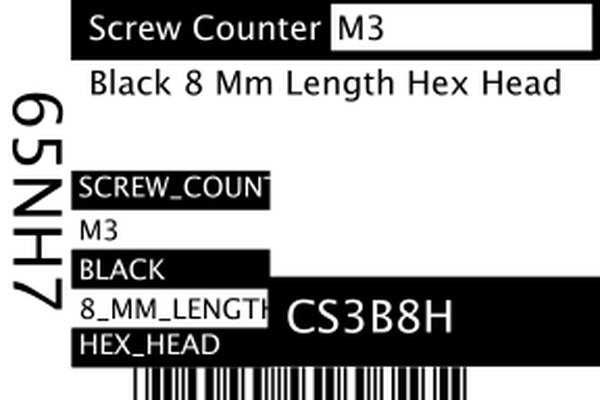 Screw Counter M3
Black 8 Mm Length Hex Head
65NH7
SCREW_COUNT
M3
BLACK
8_MM_LENGTH
HEX_HEAD
CS3B8H